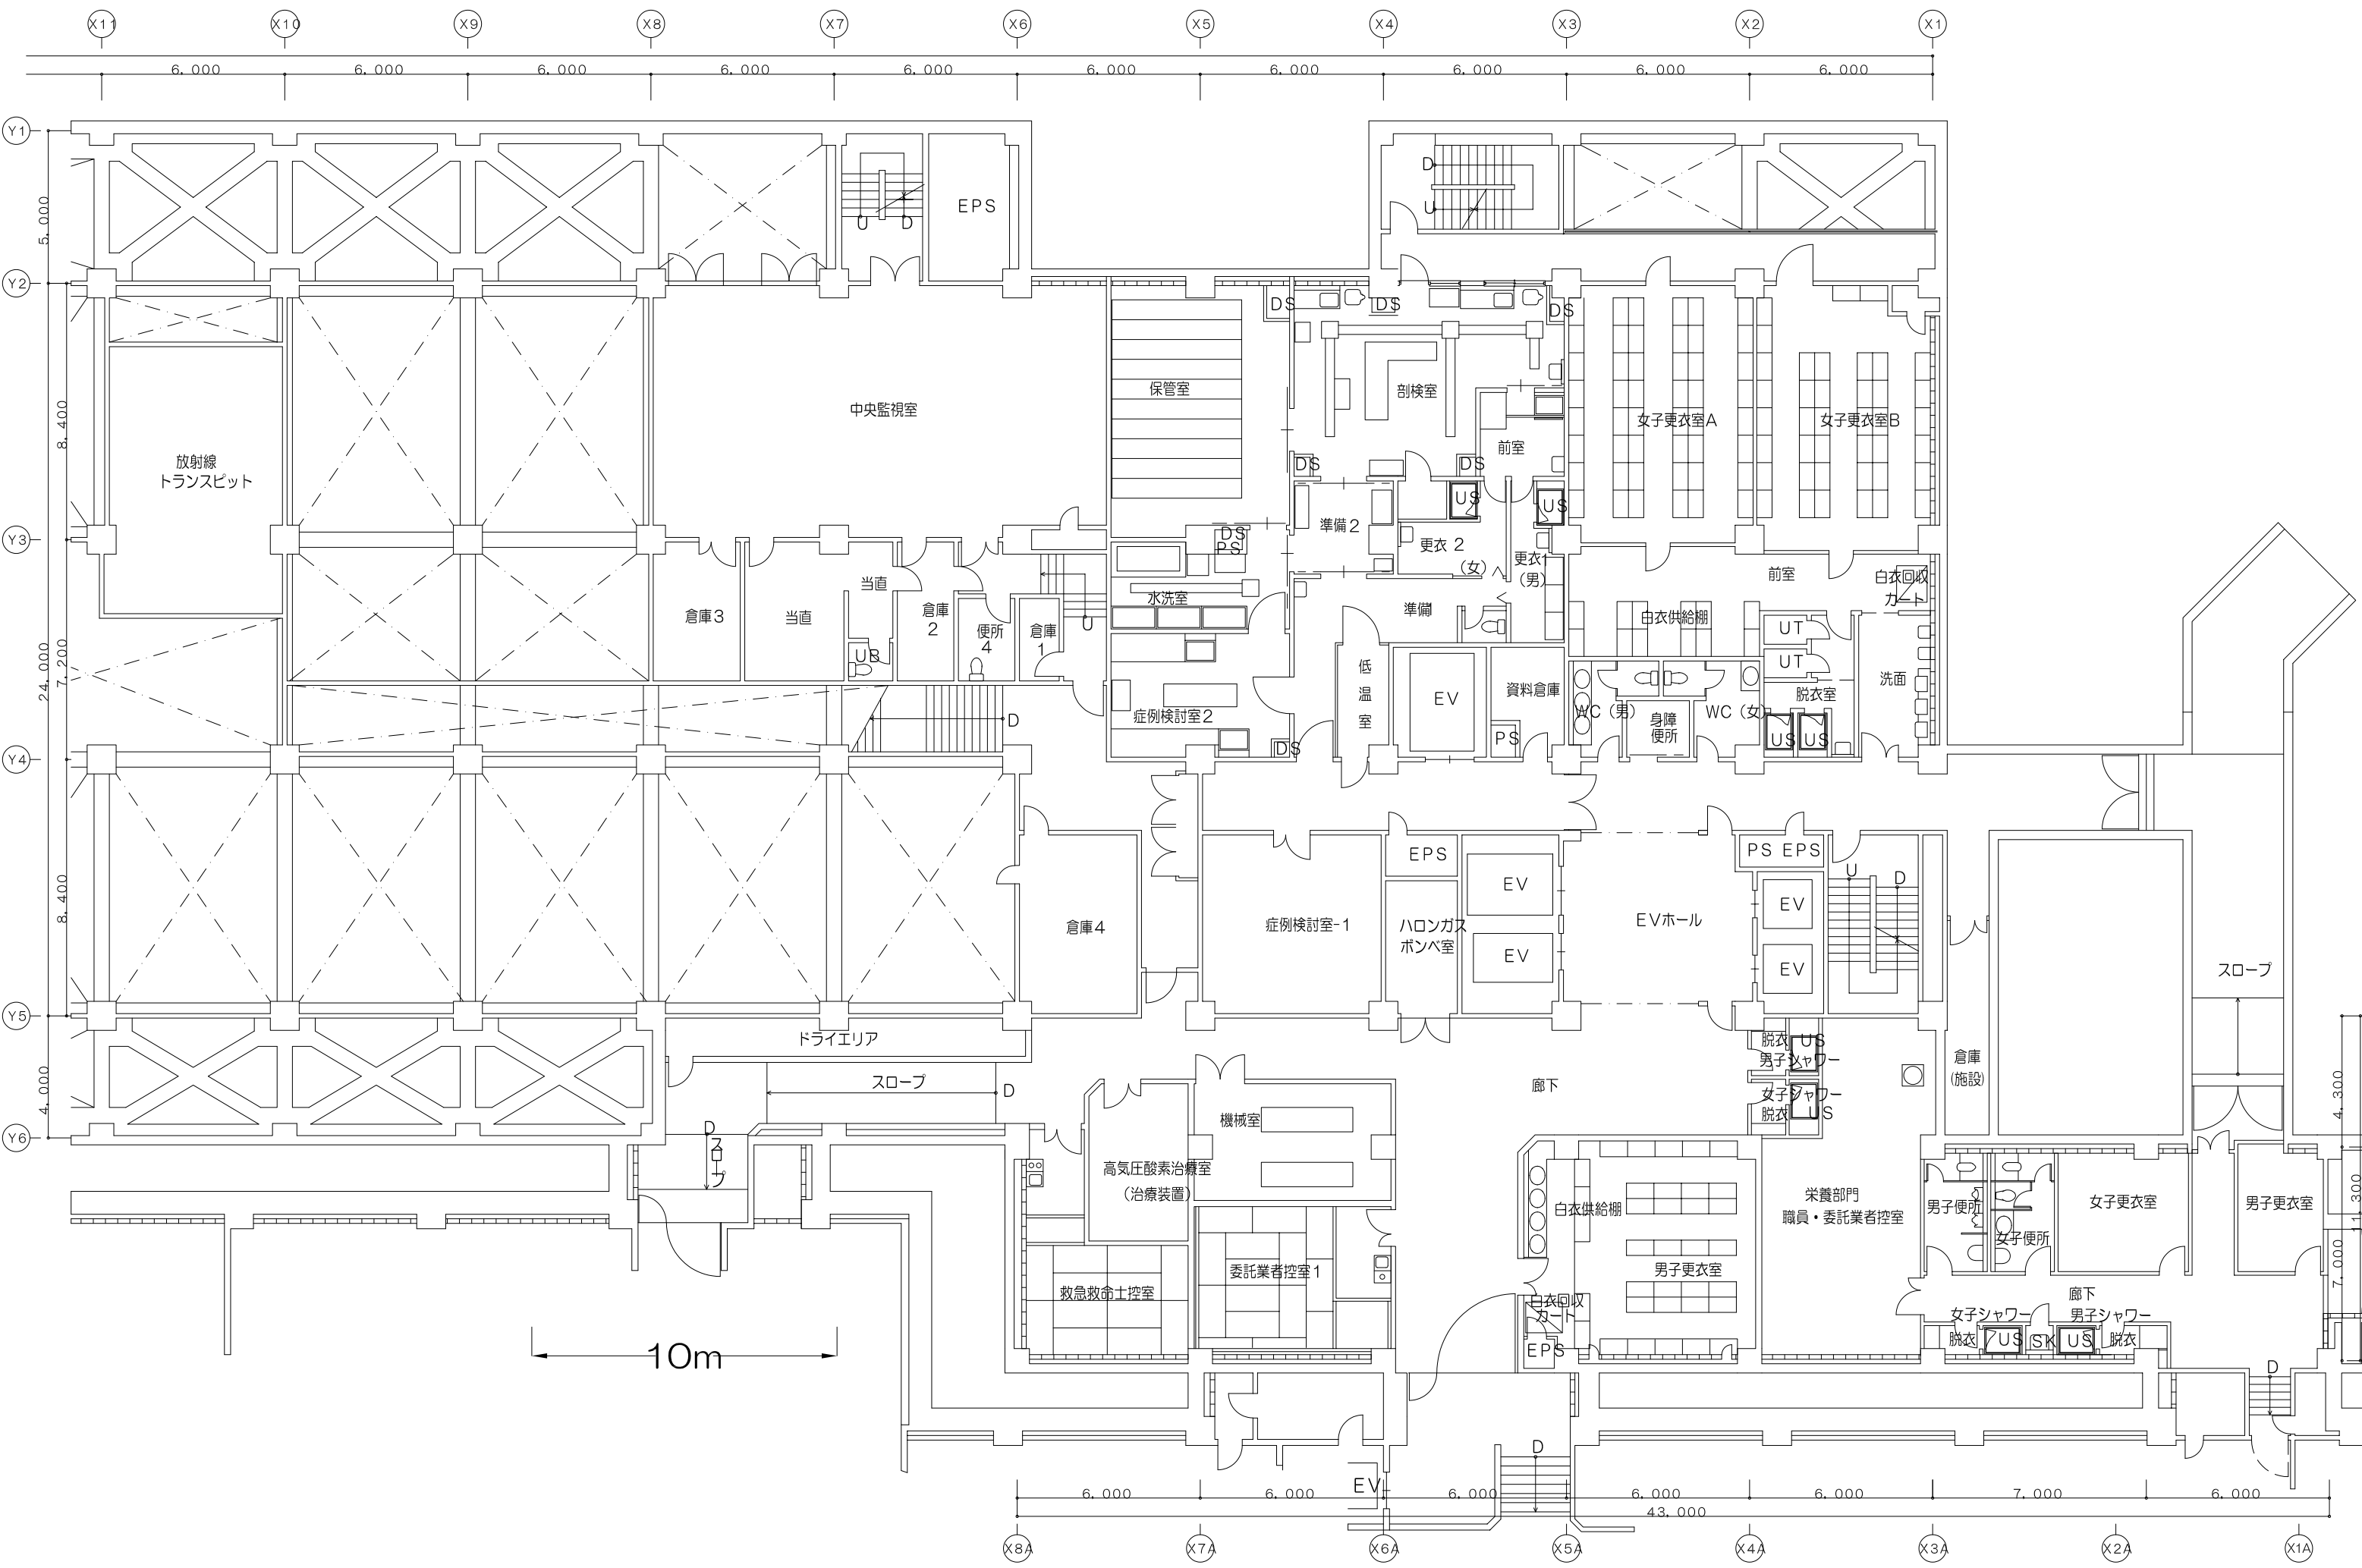 X11 X10 X9 X8 X7 X6 X5 X4 X3 X2 X1
6,000 6,000 6,000 6,000 6,000 6,000 6,000 6,000 6,000 6,000
Y1
5,000
U D
EPS
D
U
Y2
DS DS DS
8,400
中央監視室
保管室
剖検室
女子更衣室A
女子更衣室B
放射線
トランスピット
前室
DS DS
US US
Y3
準備2
DS
PS
更衣 2
(女)
更衣1
(男)
前室
白衣回収
カート
24,000
7,200
倉庫3
当直
当直
UB
倉庫
2
便所
4
倉庫
1
U
水洗室
準備
白衣供給棚
UT
UT
脱衣室
洗面
低
温
室
EV
資料倉庫
PS
WC(男)
身障
便所
WC(女)
US US
症例検討室2
DS
D
Y4
8,400
倉庫4
症例検討室-1
EPS
ハロンガス
ボンベ室
EV
EV
EVホール
PS EPS
EV
EV
U D
スロープ
Y5
ドライエリア
スロープ
D
廊下
脱衣 US
男子シャワー
女子シャワー
脱衣 US
倉庫
(施設)
4,000
4,300
Y6
D
スロープ
機械室
高気圧酸素治療室
(治療装置)
白衣供給棚
栄養部門
職員・委託業者控室
男子便所
女子便所
女子更衣室
男子更衣室
11,300
7,000
救急救命士控室
委託業者控室1
男子更衣室
白衣回収
カート
EPS
廊下
女子シャワー
男子シャワー
脱衣 US SK US 脱衣
10m
D
D
EV
6,000 6,000 6,000 6,000 6,000 7,000 6,000
43,000
X8A X7A X6A X5A X4A X3A X2A X1A